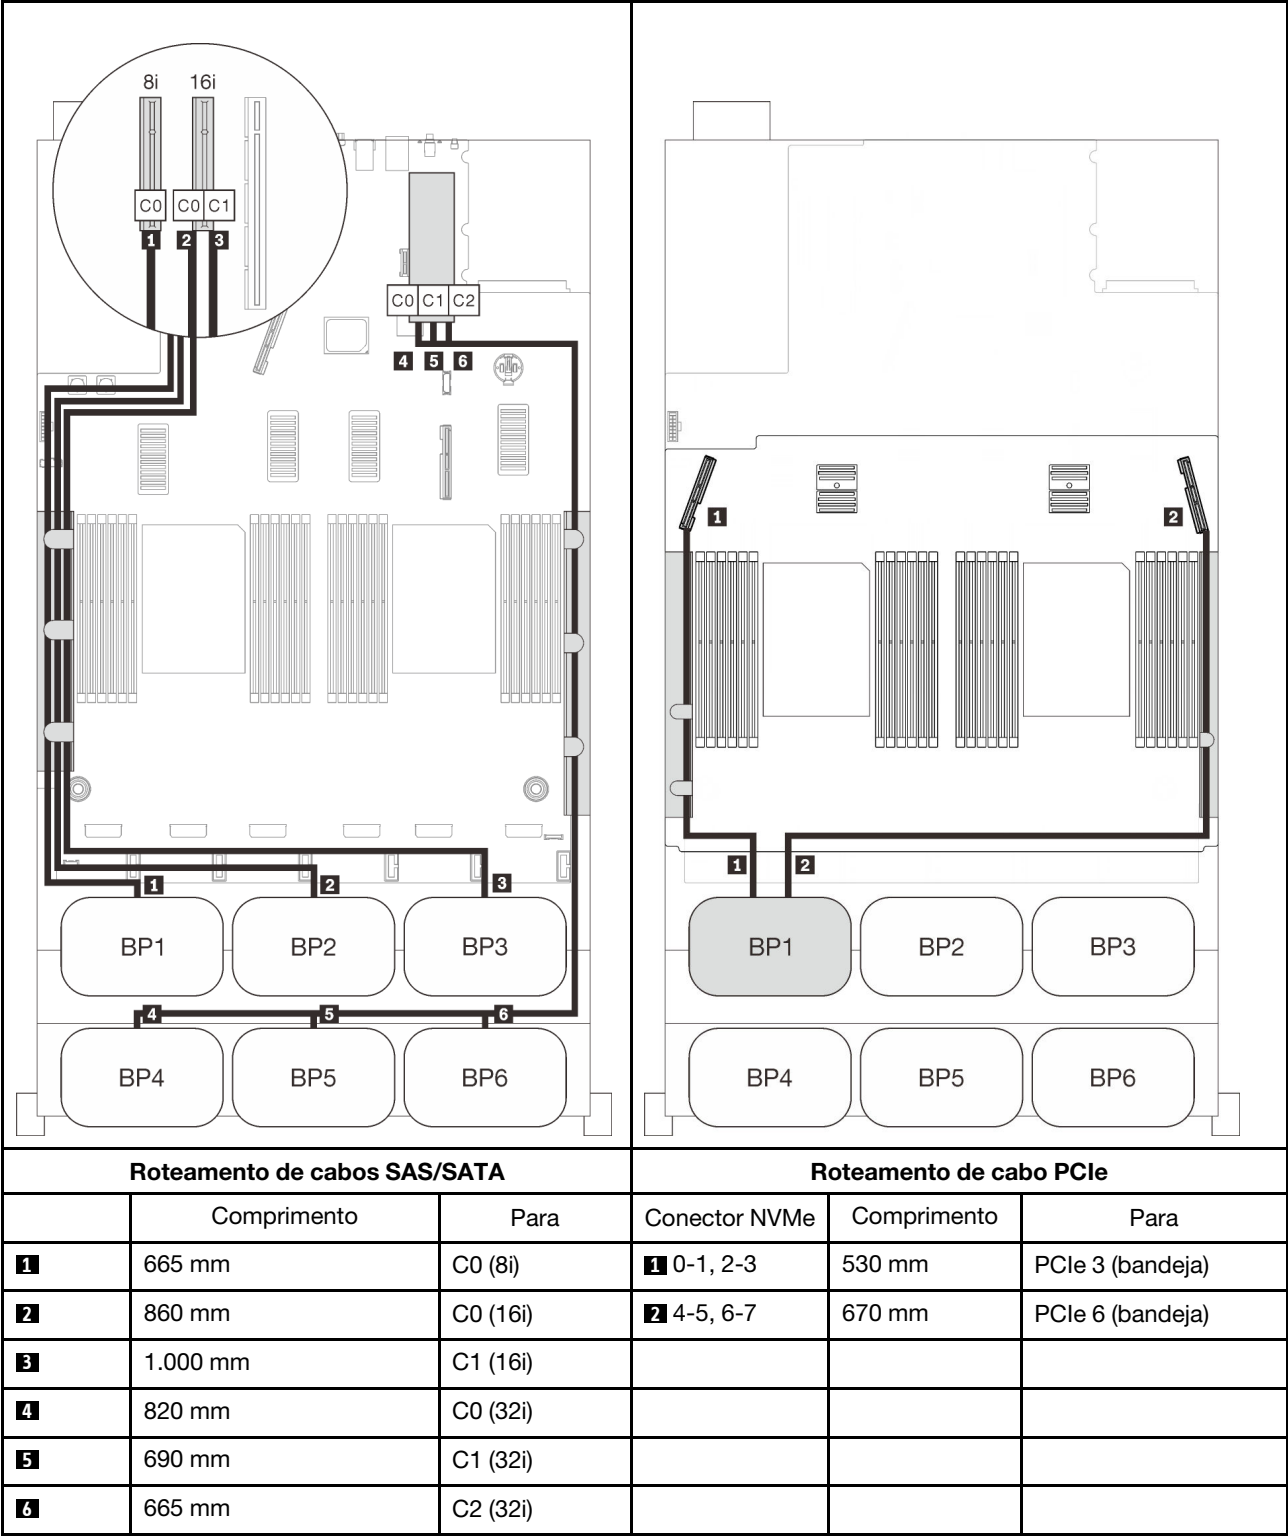 8i 16i
C0 C0 C1
1 2 3
C0 C1 C2
4 5 6
1 2 3
BP1 BP2 BP3
4 5 6
BP4 BP5 BP6
1 2
1 2
BP1 BP2 BP3
BP4 BP5 BP6
Roteamento de cabos SAS/SATA Roteamento de cabo PCIe
Comprimento Para Conector NVMe Comprimento Para
1 665 mm C0 (8i) 1 0-1, 2-3 530 mm PCIe 3 (bandeja)
2 860 mm C0 (16i) 2 4-5, 6-7 670 mm PCIe 6 (bandeja)
3 1.000 mm C1 (16i)
4 820 mm C0 (32i)
5 690 mm C1 (32i)
6 665 mm C2 (32i)